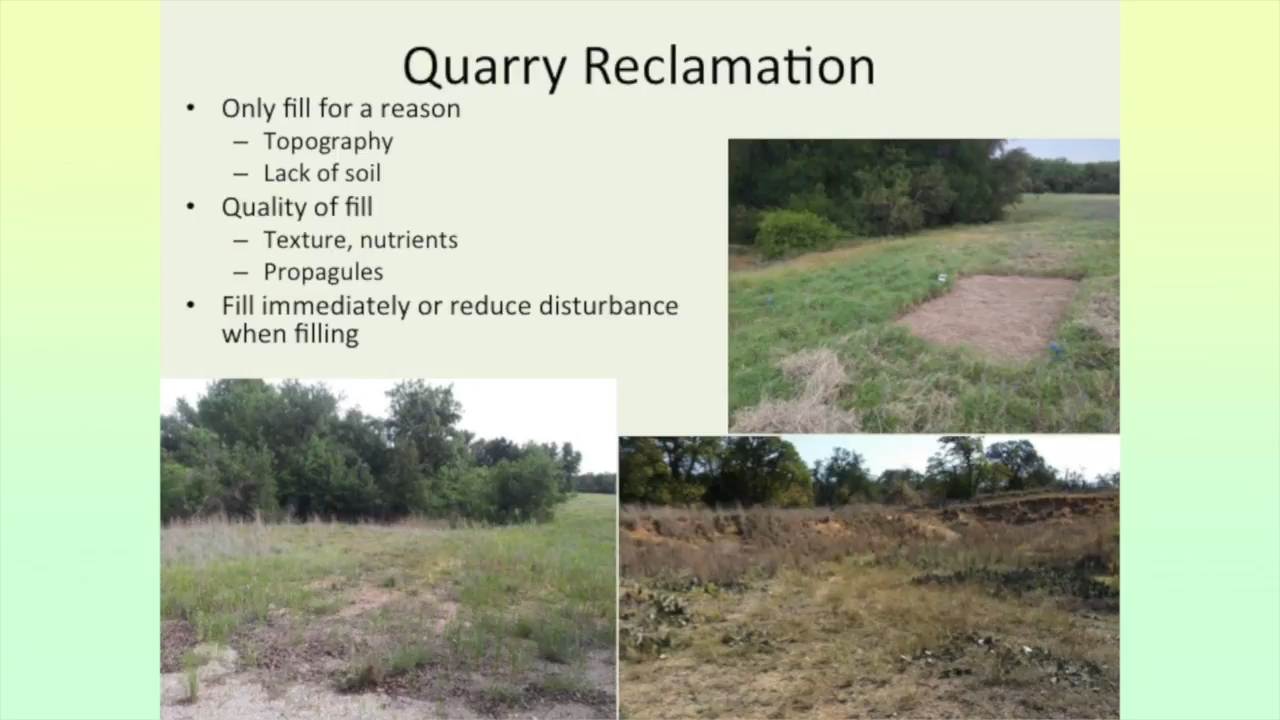 Quarry Reclamation
• Only fill for a reason
– Topography
– Lack of soil
• Quality of fill
– Texture, nutrients
– Propagules
• Fill immediately or reduce disturbance
when filling